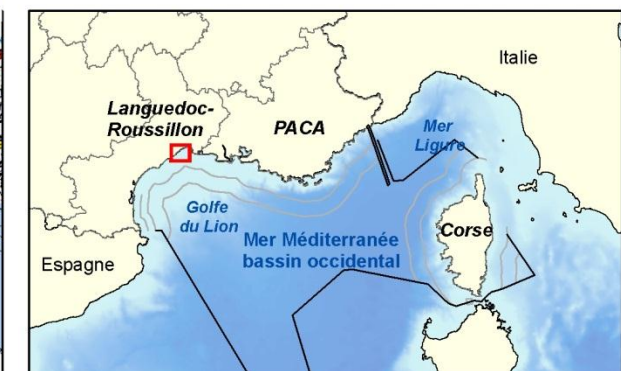 Italie
Languedoc-
Roussillon
PACA
Mer
Ligure
Golfe
du Lion
Corse
Mer Méditerranée
bassin occidental
Espagne